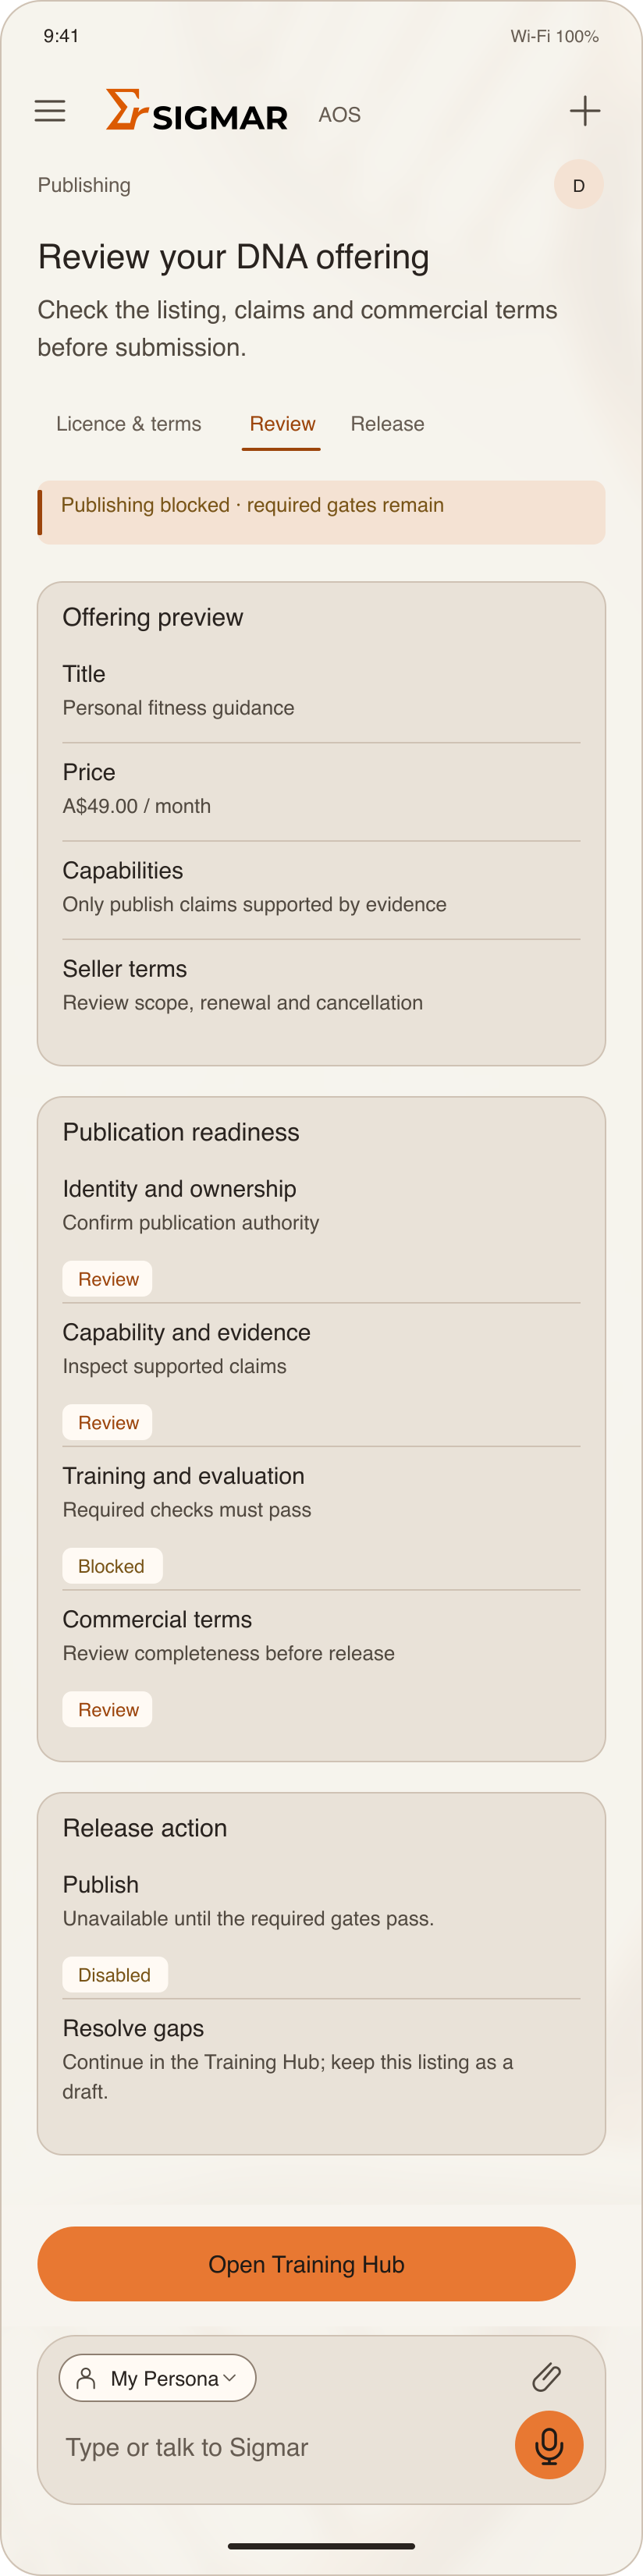 9:41
Wi-Fi 100%
Σr SIGMAR
AOS
Publishing
D
Review your DNA offering
Check the listing, claims and commercial terms
before submission.
Licence & terms
Review
Release
Publishing blocked · required gates remain
Offering preview
Title
Personal fitness guidance
Price
A$49.00 / month
Capabilities
Only publish claims supported by evidence
Seller terms
Review scope, renewal and cancellation
Publication readiness
Identity and ownership
Confirm publication authority
Review
Capability and evidence
Inspect supported claims
Review
Training and evaluation
Required checks must pass
Blocked
Commercial terms
Review completeness before release
Review
Release action
Publish
Unavailable until the required gates pass.
Disabled
Resolve gaps
Continue in the Training Hub; keep this listing as a
draft.
Open Training Hub
My Persona
Type or talk to Sigmar